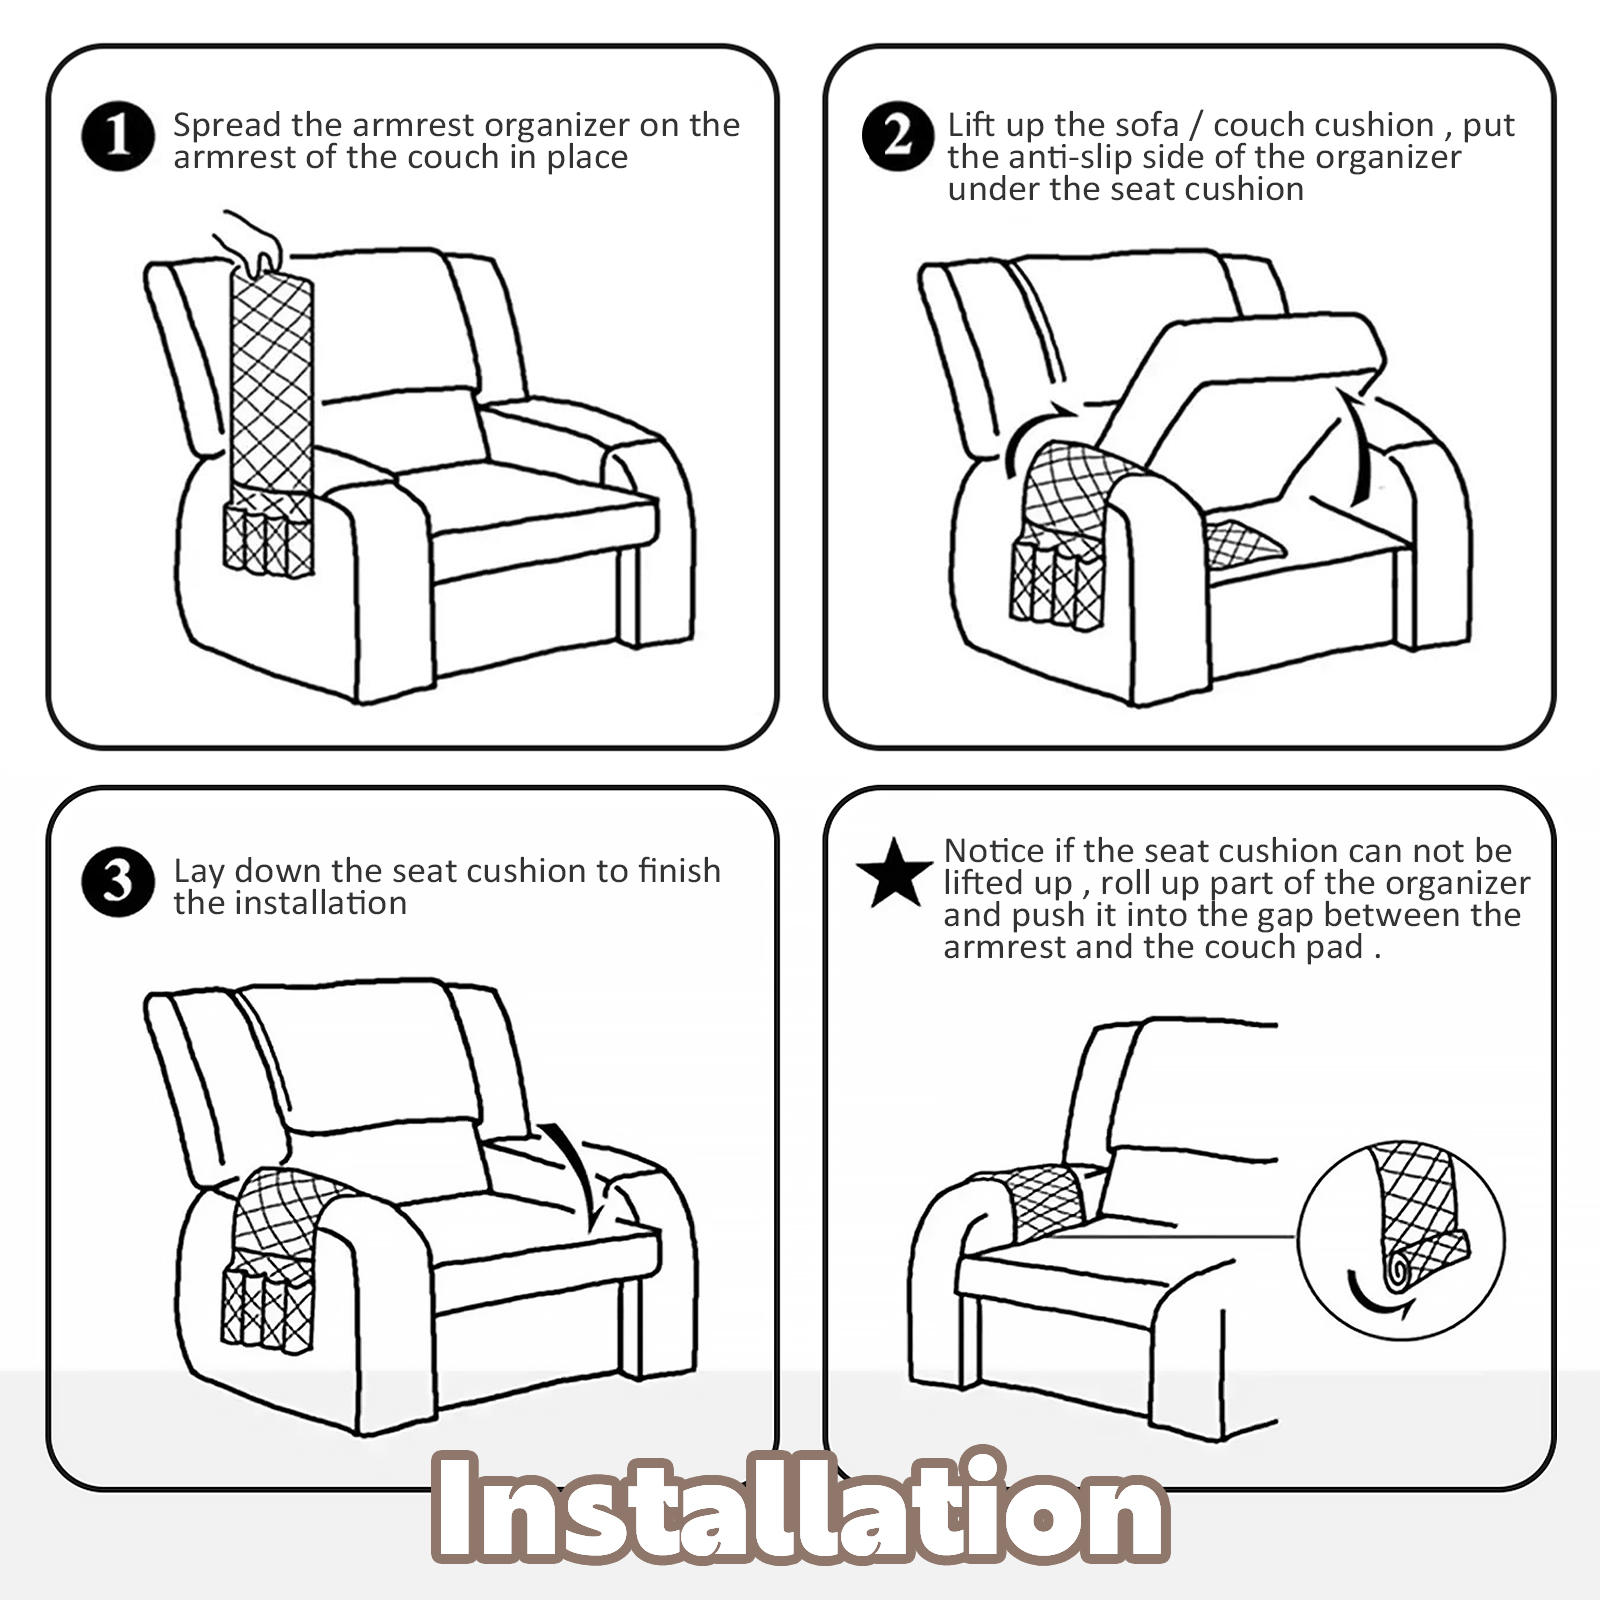 1
Spread the armrest organizer on the
armrest of the couch in place
2
Lift up the sofa / couch cushion , put
the anti-slip side of the organizer
under the seat cushion
3
Lay down the seat cushion to finish
the installation
Notice if the seat cushion can not be
lifted up , roll up part of the organizer
and push it into the gap between the
armrest and the couch pad .
Installation